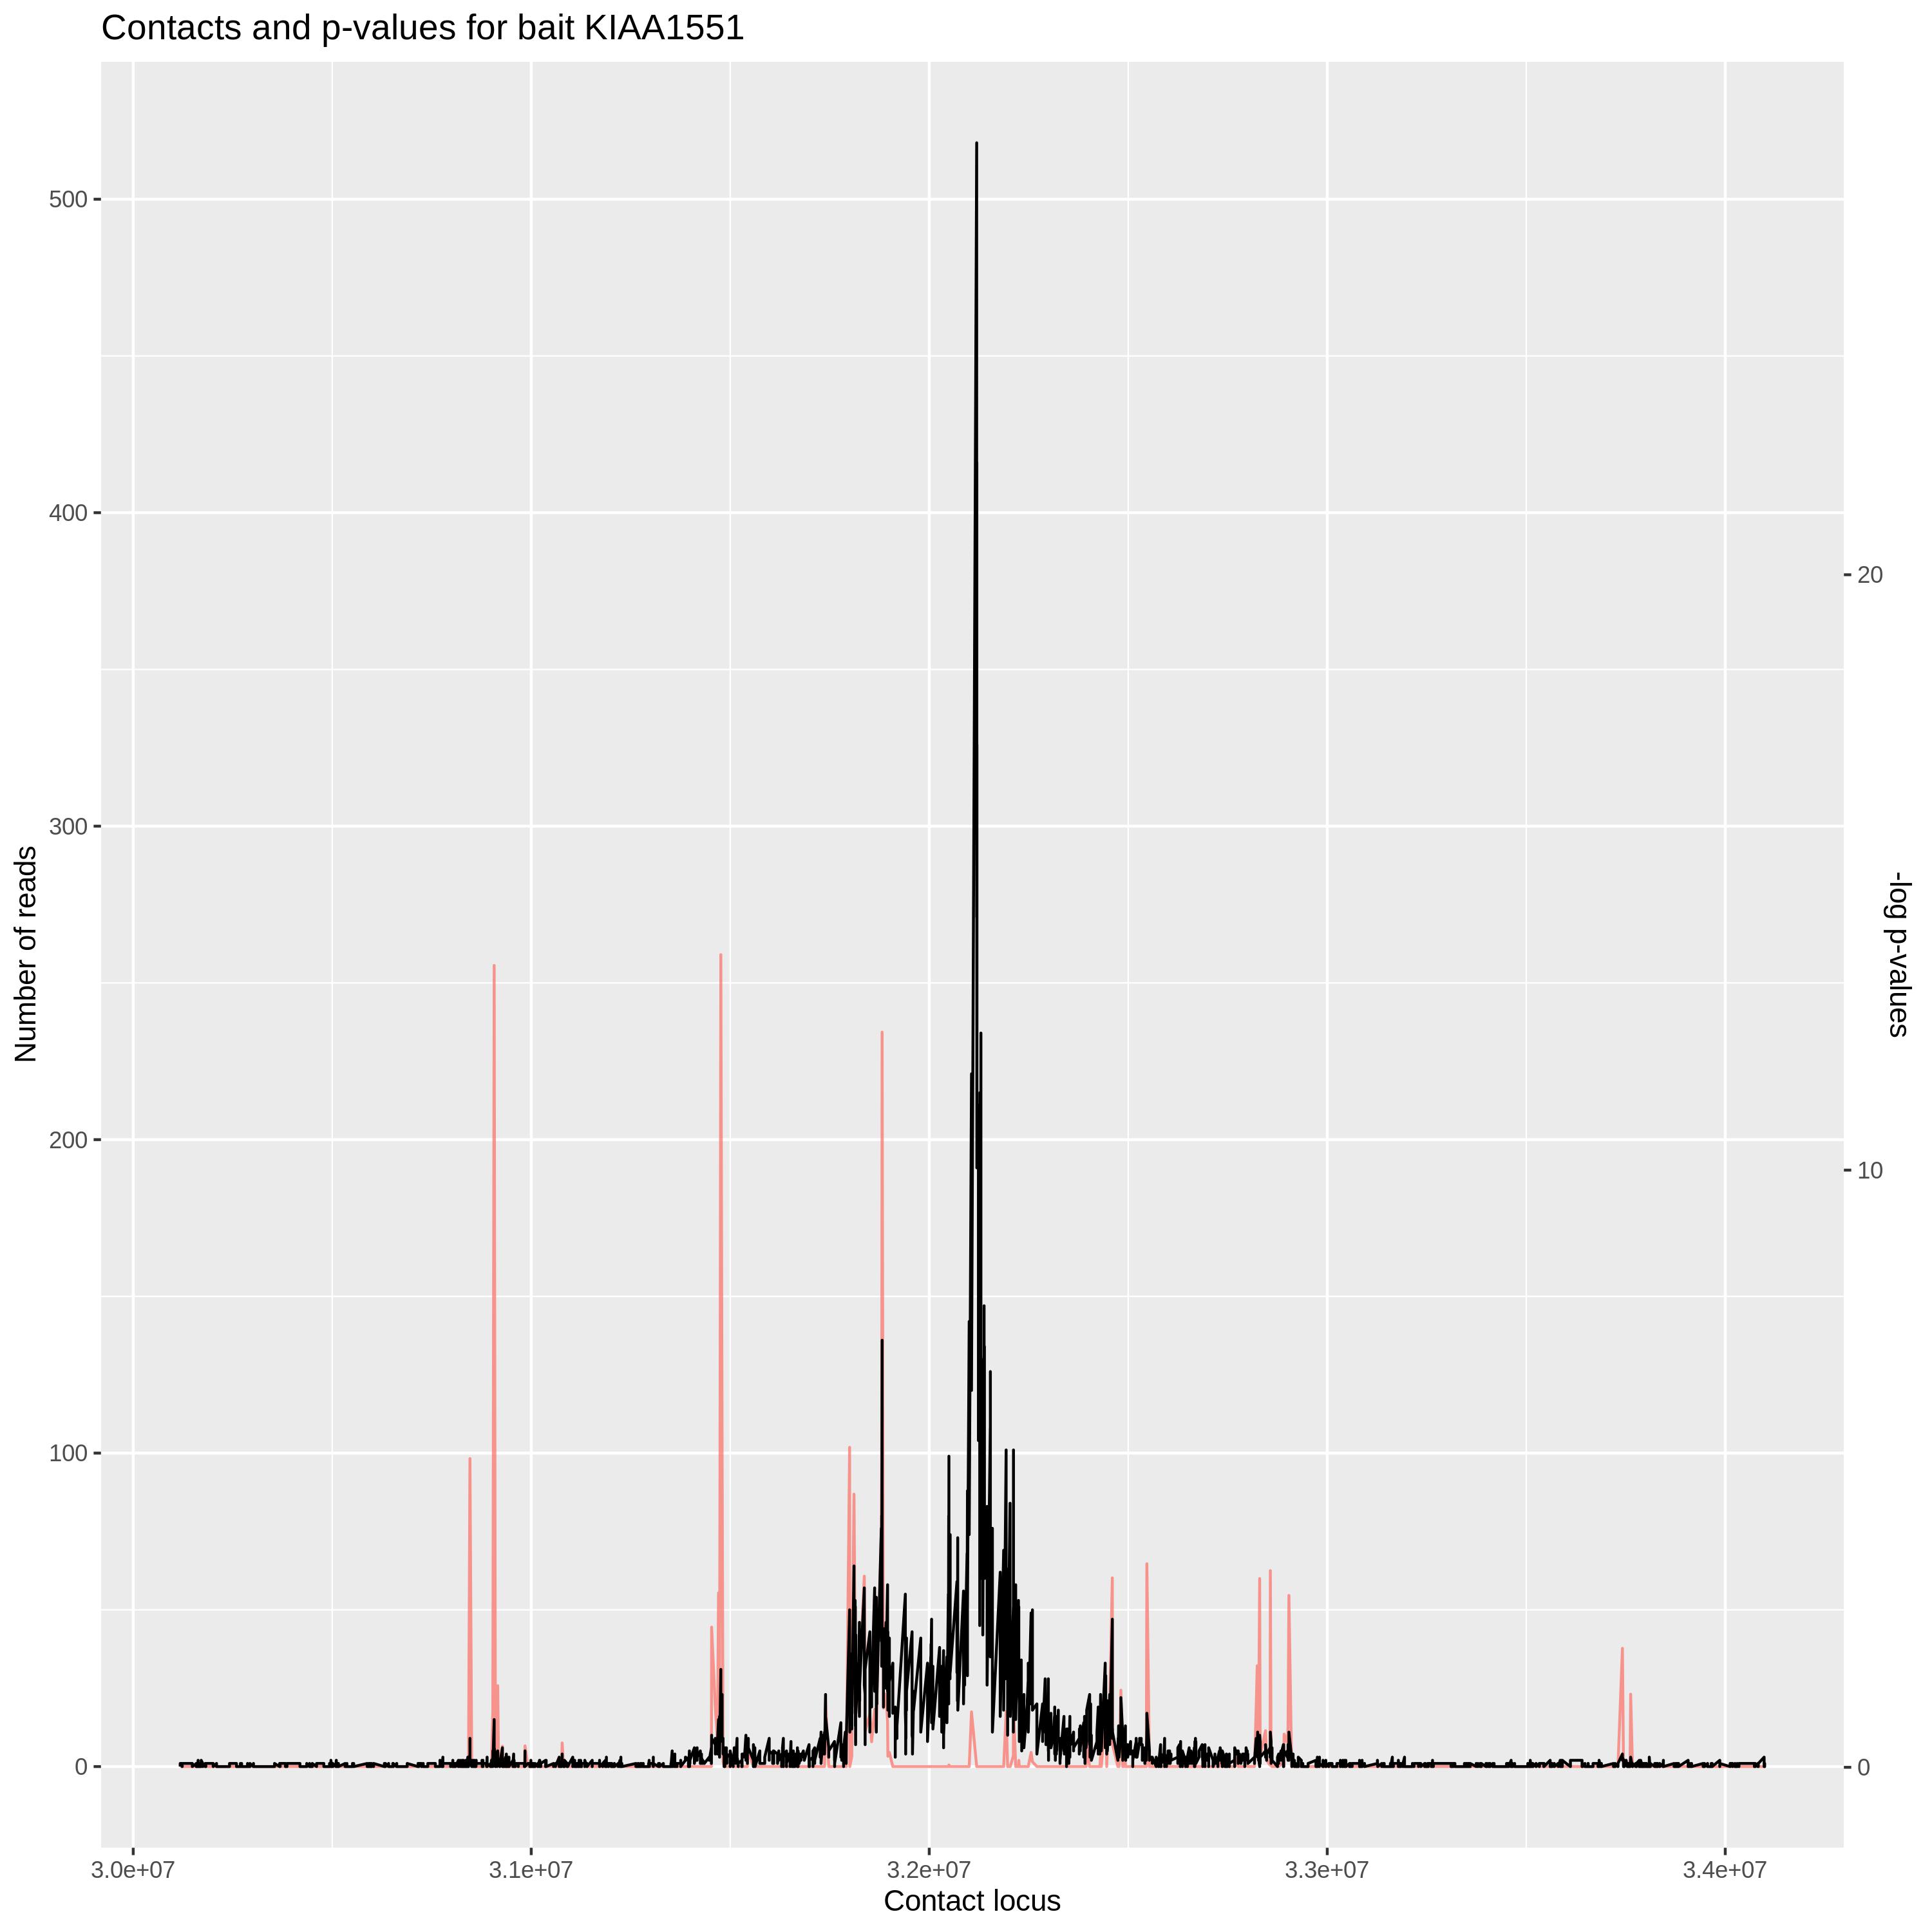 Contacts and p-values for bait KIAA1551
500
400
300
200
100
0
Number of reads
20
10
0
-log p-values
3.0e+07
3.1e+07
3.2e+07
3.3e+07
3.4e+07
Contact locus